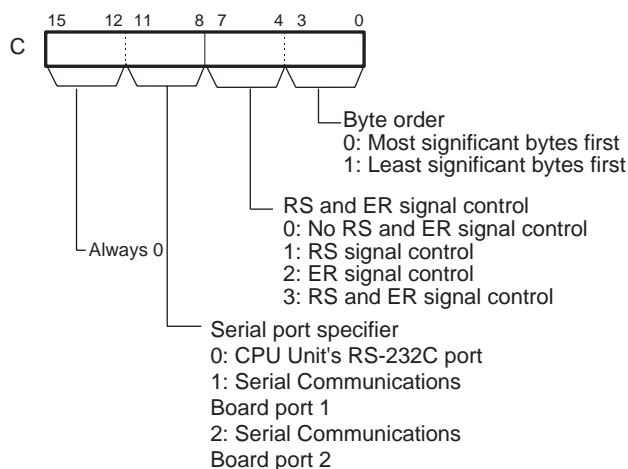 15 12 11 8 7 4 3 0
C
Byte order
0: Most significant bytes first
1: Least significant bytes first
RS and ER signal control
0: No RS and ER signal control
1: RS signal control
2: ER signal control
3: RS and ER signal control
Always 0
Serial port specifier
0: CPU Unit's RS-232C port
1: Serial Communications
Board port 1
2: Serial Communications
Board port 2